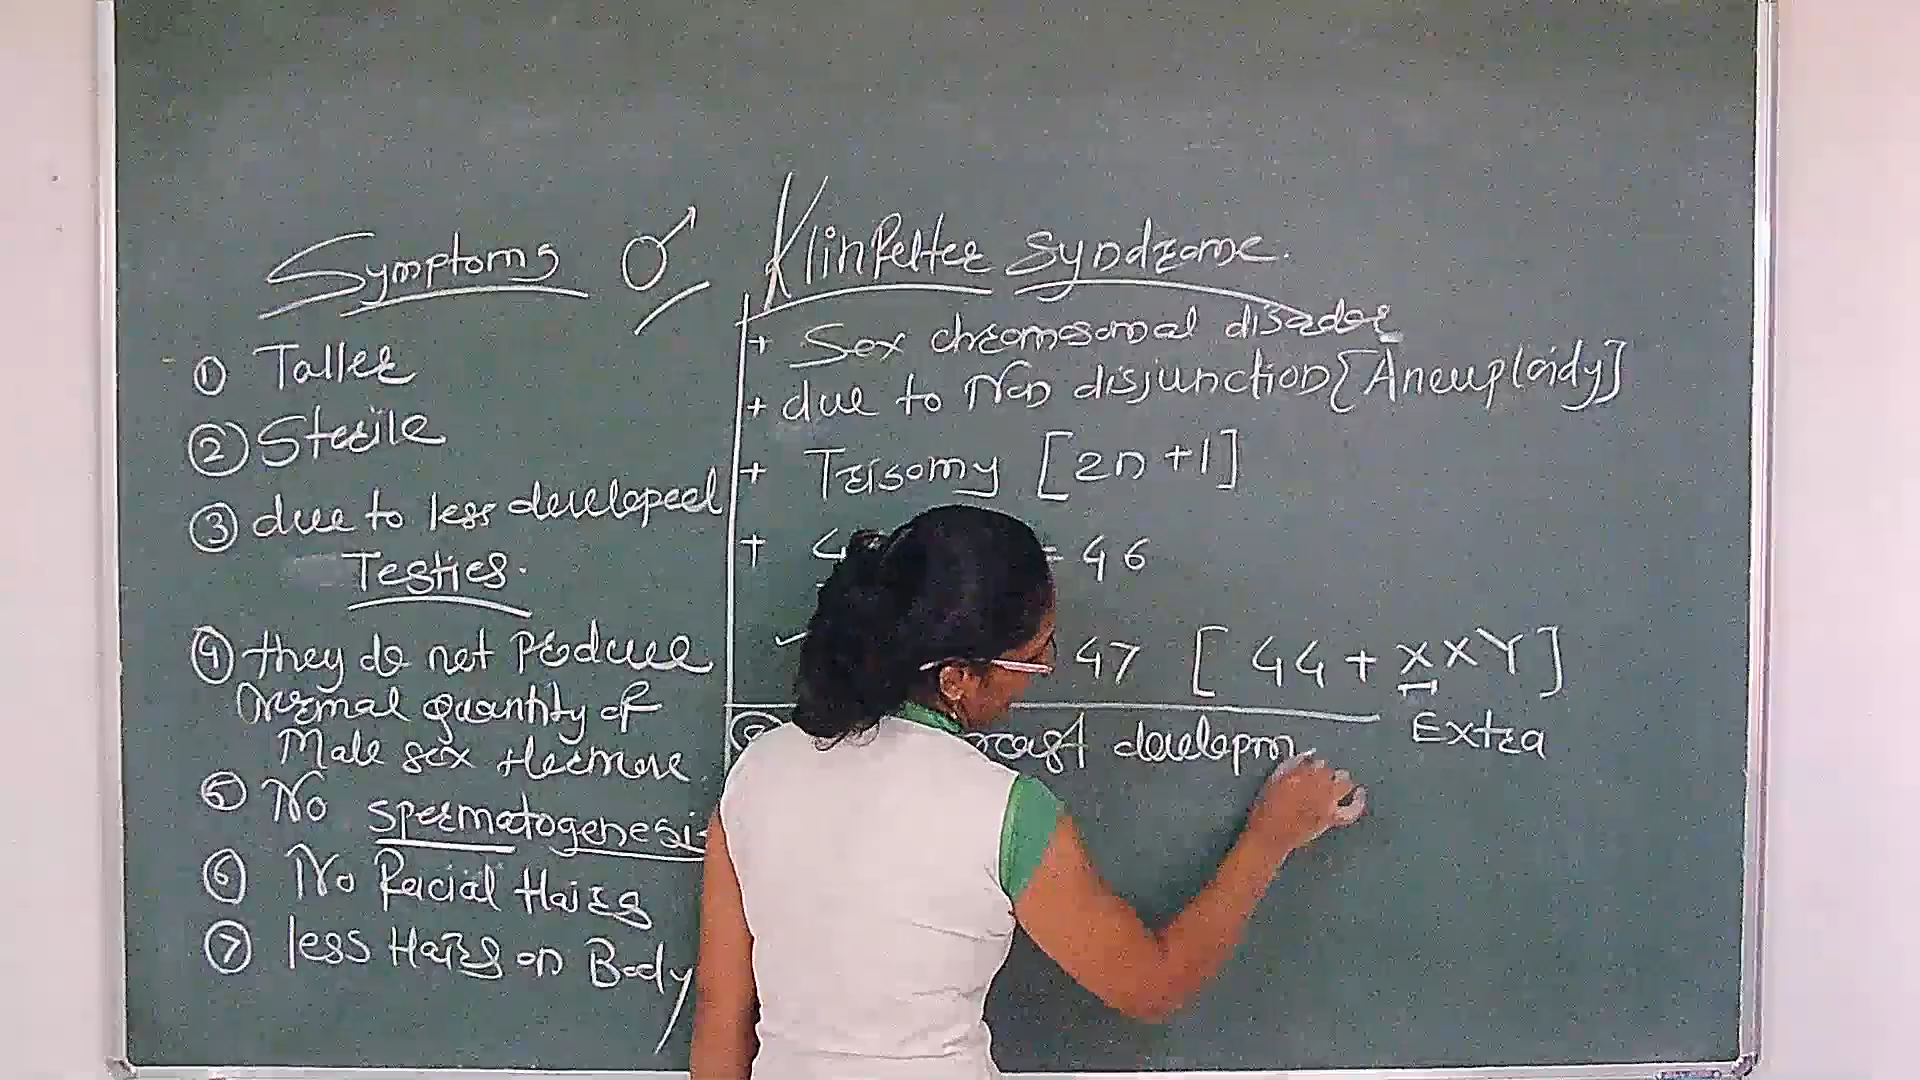 Symptoms ♂
① Taller
② Sterile
③ due to less developed
Testies.
④ they do not Produce
normal quantity of
Male sex Hormone
⑤ No spermatogenesis
⑥ No Facial Hairs
⑦ less Hairs on Body
KlinFelter Syndrome.
+ Sex chromosomal disorder
+ due to Non disjunction [Aneuploidy]
+ Trisomy [2n+1]
+ = 46
47 [ 44 + XXY ]
Extra
developm